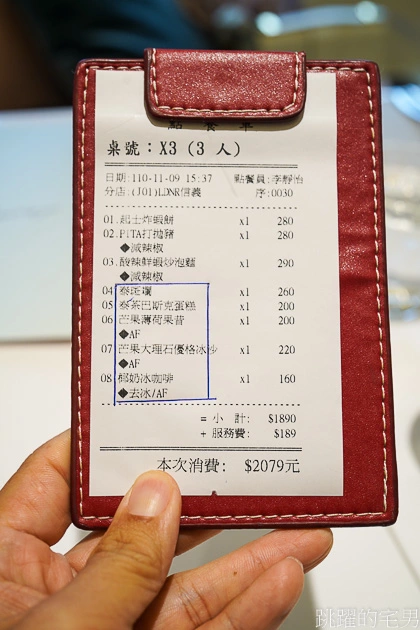 點食單
桌號：X3 (3 人)
日期:110-11-09 15:37 點餐員:李靜怡
分店:(J01)LDNR信義 序:0030
01.起士炸蝦餅 x1 280
02.PITA打拋豬 x1 280
◆減辣椒
03.酸辣鮮蝦炒泡麵 x1 290
◆減辣椒
04 泰斑斕 x1 260
05 泰茶巴斯克蛋糕 x1 200
06 芒果薄荷果昔 x1 200
◆AF
07 芒果大理石優格冰沙 x1 220
◆AF
08 椰奶冰咖啡 x1 160
◆去冰/AF
= 小 計: $1890
+ 服務費: $189
本次消費: $2079元
跳躍的宅男